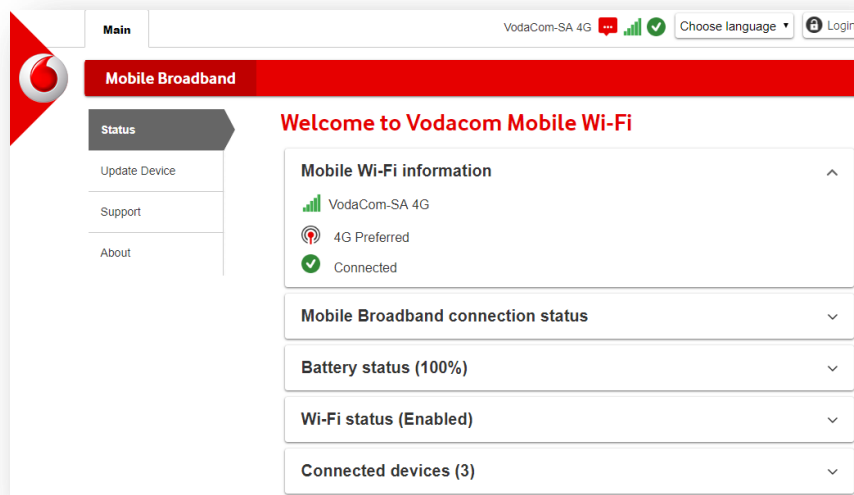 Main
VodaCom-SA 4G
Choose language
Login
Mobile Broadband
Status
Update Device
Support
About
Welcome to Vodacom Mobile Wi-Fi
Mobile Wi-Fi information
VodaCom-SA 4G
4G Preferred
Connected
Mobile Broadband connection status
Battery status (100%)
Wi-Fi status (Enabled)
Connected devices (3)